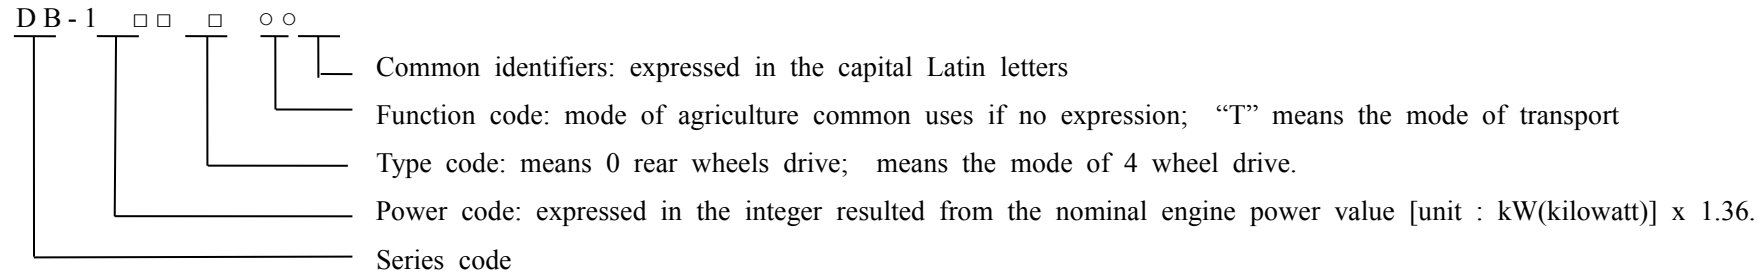 DB-1 □□ □ ○○
Common identifiers: expressed in the capital Latin letters
Function code: mode of agriculture common uses if no expression; “T” means the mode of transport
Type code: means 0 rear wheels drive; means the mode of 4 wheel drive.
Power code: expressed in the integer resulted from the nominal engine power value [unit : kW(kilowatt)] x 1.36.
Series code